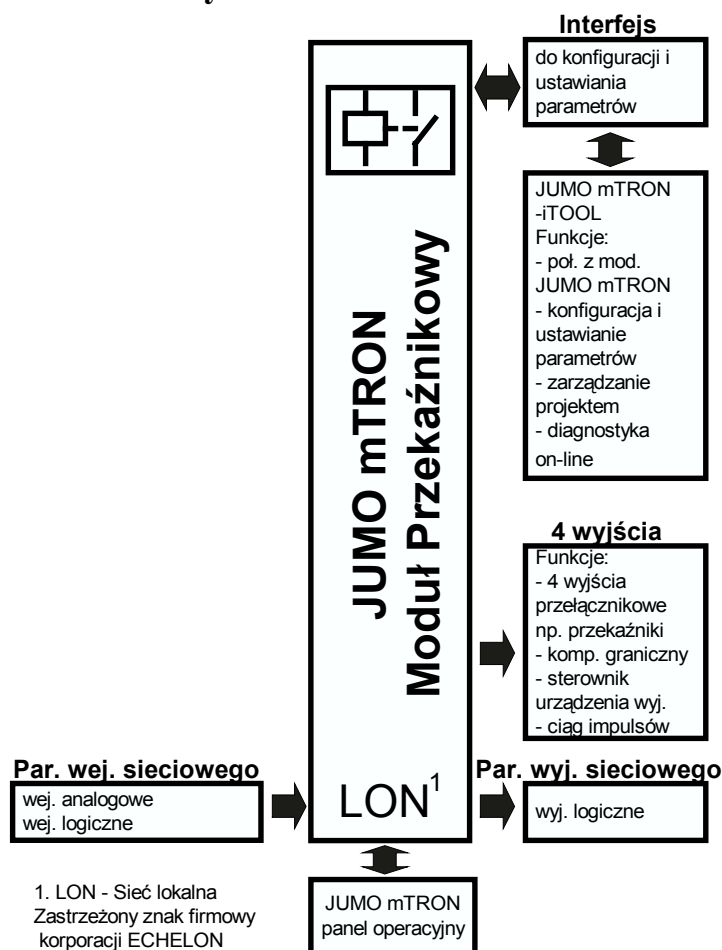 Interfejs
do konfiguracji i
ustawiania
parametrów
JUMO mTRON
-iTOOL
Funkcje:
- poł. z mod.
JUMO mTRON
- konfiguracja i
ustawianie
parametrów
- zarządzanie
projektem
- diagnostyka
on-line
JUMO mTRON
Moduł Przekaźnikowy
4 wyjścia
Funkcje:
- 4 wyjścia
przełącznikowe
np. przekaźniki
- komp. graniczny
- sterownik
urządzenia wyj.
- ciąg impulsów
Par. wej. sieciowego
wej. analogowe
wej. logiczne
LON1
Par. wyj. sieciowego
wyj. logiczne
1. LON - Sieć lokalna
Zastrzeżony znak firmowy
korporacji ECHELON
JUMO mTRON
panel operacyjny